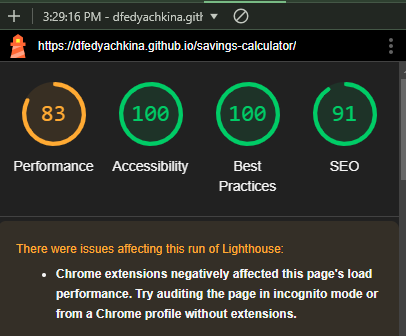 3:29:16 PM - dfedyachkina.gitl
https://dfedyachkina.github.io/savings-calculator/
83 100 100 91
Performance Accessibility Best SEO
Practices
There were issues affecting this run of Lighthouse:
• Chrome extensions negatively affected this page's load
performance. Try auditing the page in incognito mode or
from a Chrome profile without extensions.